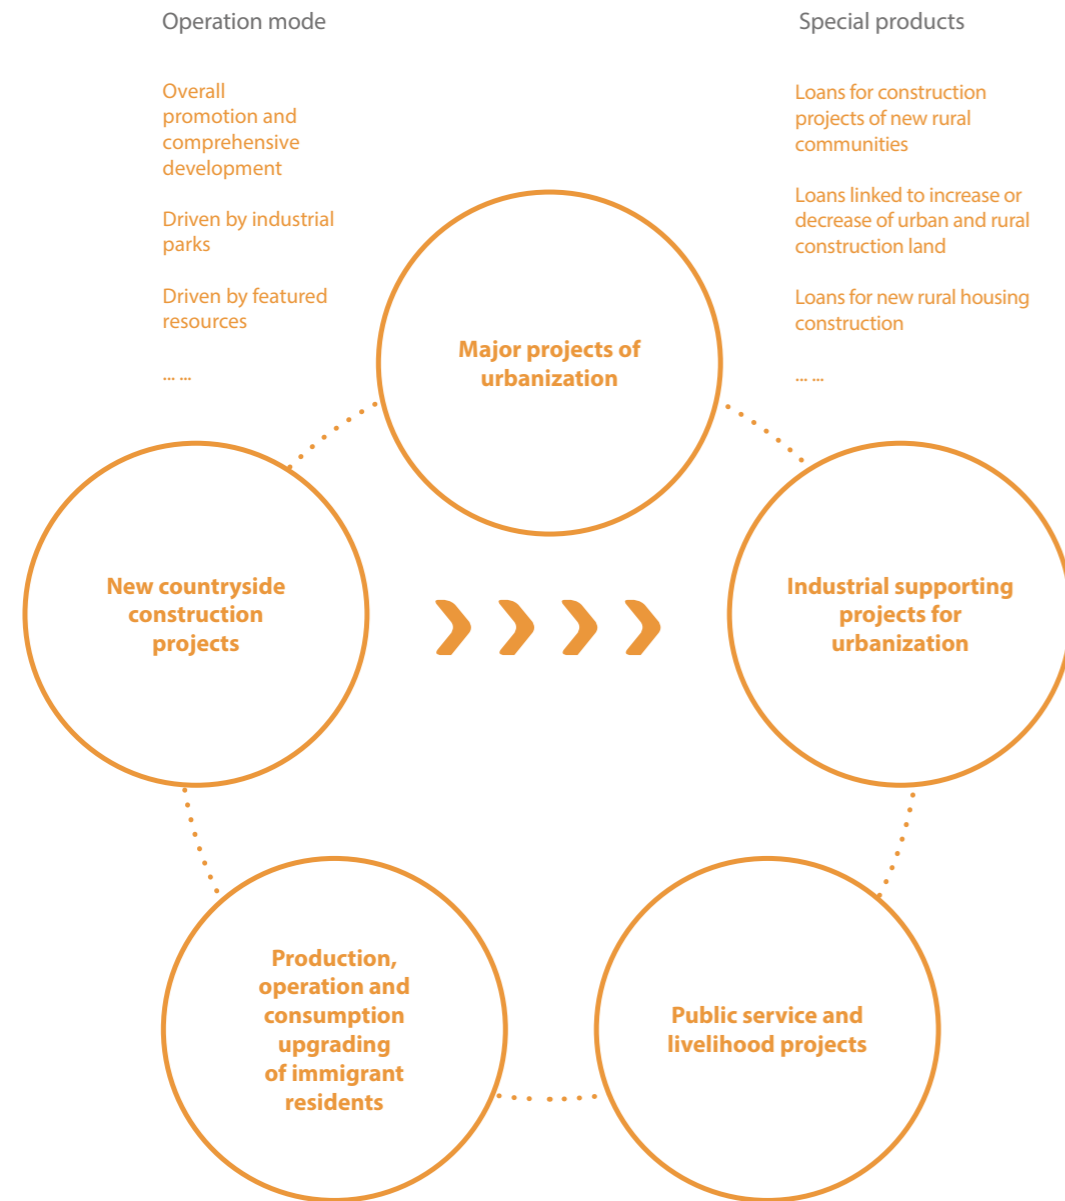 Operation mode
Overall
promotion and
comprehensive
development
Driven by industrial
parks
Driven by featured
resources
... ...
Special products
Loans for construction
projects of new rural
communities
Loans linked to increase or
decrease of urban and rural
construction land
Loans for new rural housing
construction
... ...
Major projects of
urbanization
New countryside
construction
projects
Industrial supporting
projects for
urbanization
Production,
operation and
consumption
upgrading
of immigrant
residents
Public service and
livelihood projects